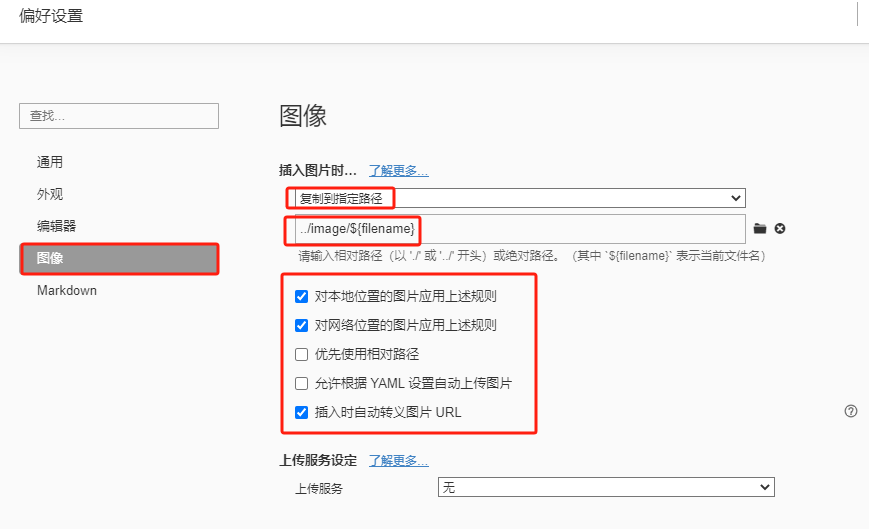 偏好设置
查找...
通用
外观
编辑器
图像
Markdown
图像
插入图片时... 了解更多...
复制到指定路径
../image/${filename}
请输入相对路径（以 './' 或 '../' 开头）或绝对路径。（其中 `${filename}` 表示当前文件名）
对本地位置的图片应用上述规则
对网络位置的图片应用上述规则
优先使用相对路径
允许根据 YAML 设置自动上传图片
插入时自动转义图片 URL
上传服务设定 了解更多...
上传服务 无